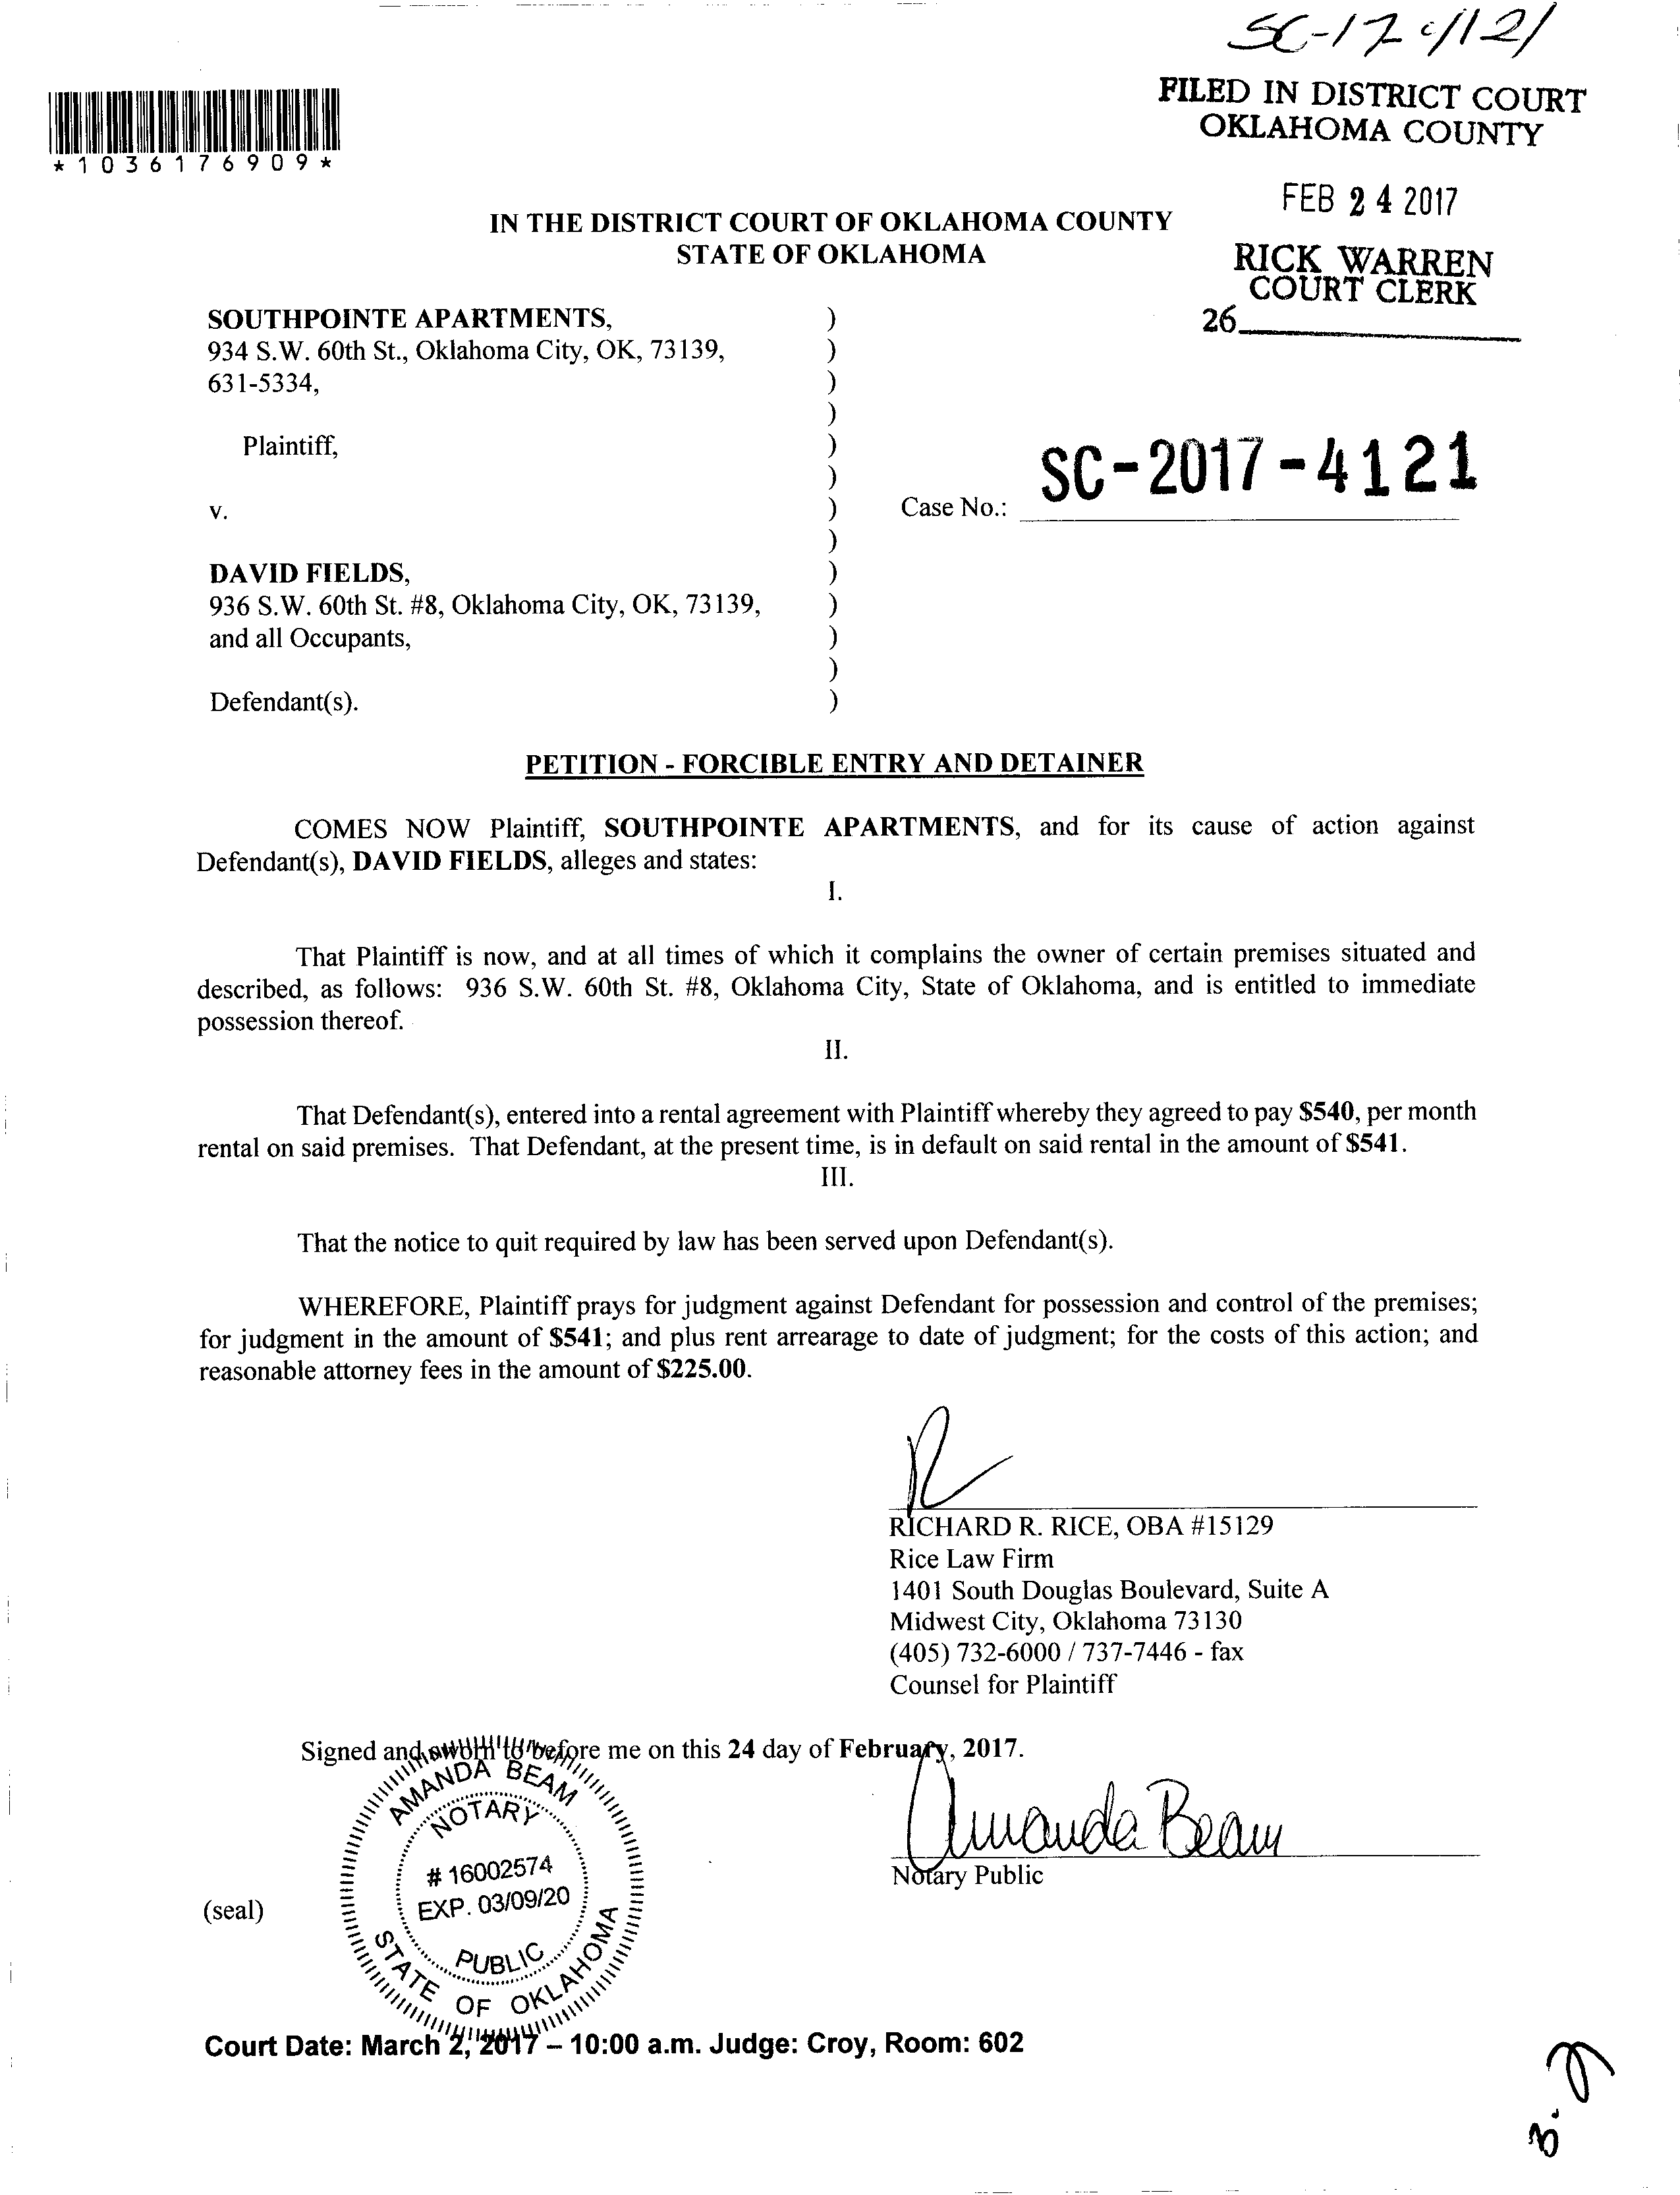 SC-17 4121
FILED IN DISTRICT COURT
OKLAHOMA COUNTY
*1036176909*
FEB 24 2017
IN THE DISTRICT COURT OF OKLAHOMA COUNTY
STATE OF OKLAHOMA
RICK WARREN
COURT CLERK
26
SOUTHPOINTE APARTMENTS, )
934 S.W. 60th St., Oklahoma City, OK, 73139, )
631-5334, )
)
Plaintiff, )
)
SC-2017-4121
v. ) Case No.:
)
DAVID FIELDS, )
936 S.W. 60th St. #8, Oklahoma City, OK, 73139, )
and all Occupants, )
)
Defendant(s). )
PETITION - FORCIBLE ENTRY AND DETAINER
COMES NOW Plaintiff, SOUTHPOINTE APARTMENTS, and for its cause of action against
Defendant(s), DAVID FIELDS, alleges and states:
I.
That Plaintiff is now, and at all times of which it complains the owner of certain premises situated and
described, as follows: 936 S.W. 60th St. #8, Oklahoma City, State of Oklahoma, and is entitled to immediate
possession thereof.
II.
That Defendant(s), entered into a rental agreement with Plaintiff whereby they agreed to pay $540, per month
rental on said premises. That Defendant, at the present time, is in default on said rental in the amount of $541.
III.
That the notice to quit required by law has been served upon Defendant(s).
WHEREFORE, Plaintiff prays for judgment against Defendant for possession and control of the premises;
for judgment in the amount of $541; and plus rent arrearage to date of judgment; for the costs of this action; and
reasonable attorney fees in the amount of $225.00.
RICHARD R. RICE, OBA #15129
Rice Law Firm
1401 South Douglas Boulevard, Suite A
Midwest City, Oklahoma 73130
(405) 732-6000 / 737-7446 - fax
Counsel for Plaintiff
Signed and sworn to before me on this 24 day of February, 2017.
AMANDA BEAM
NOTARY
# 16002574
EXP. 03/09/20
PUBLIC
STATE OF OKLAHOMA
Amanda Beam
Notary Public
(seal)
Court Date: March 2, 2017 – 10:00 a.m. Judge: Croy, Room: 602